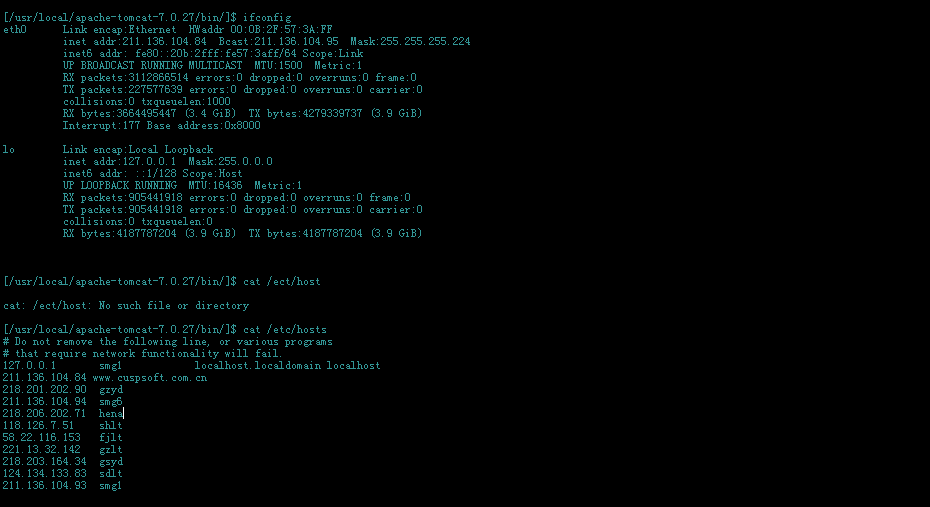 [/usr/local/apache-tomcat-7.0.27/bin/]$ ifconfig
eth0      Link encap:Ethernet  HWaddr 00:0B:2F:57:3A:FF
          inet addr:211.136.104.84  Bcast:211.136.104.95  Mask:255.255.255.224
          inet6 addr: fe80::20b:2fff:fe57:3aff/64 Scope:Link
          UP BROADCAST RUNNING MULTICAST  MTU:1500  Metric:1
          RX packets:3112866514 errors:0 dropped:0 overruns:0 frame:0
          TX packets:227577639 errors:0 dropped:0 overruns:0 carrier:0
          collisions:0 txqueuelen:1000
          RX bytes:3664495447 (3.4 GiB)  TX bytes:4279339737 (3.9 GiB)
          Interrupt:177 Base address:0x8000
lo        Link encap:Local Loopback
          inet addr:127.0.0.1  Mask:255.0.0.0
          inet6 addr: ::1/128 Scope:Host
          UP LOOPBACK RUNNING  MTU:16436  Metric:1
          RX packets:905441918 errors:0 dropped:0 overruns:0 frame:0
          TX packets:905441918 errors:0 dropped:0 overruns:0 carrier:0
          collisions:0 txqueuelen:0
          RX bytes:4187787204 (3.9 GiB)  TX bytes:4187787204 (3.9 GiB)
[/usr/local/apache-tomcat-7.0.27/bin/]$ cat /ect/host
cat: /ect/host: No such file or directory
[/usr/local/apache-tomcat-7.0.27/bin/]$ cat /etc/hosts
# Do not remove the following line, or various programs
# that require network functionality will fail.
127.0.0.1       smg1            localhost.localdomain localhost
211.136.104.84 www.cuspsoft.com.cn
218.201.202.90  gzyd
211.136.104.94  smg6
218.206.202.71  hena
118.126.7.51    shlt
58.22.116.153   fjlt
221.13.32.142   gzlt
218.203.164.34  gsyd
124.134.133.83  sdlt
211.136.104.93  smg1